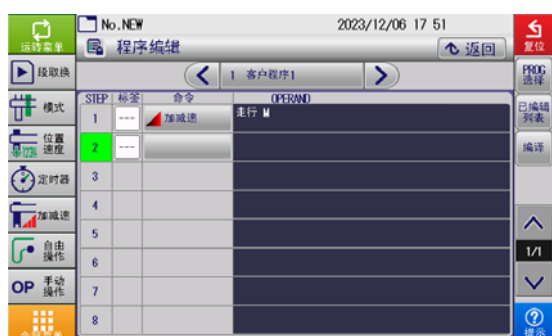 No.NEW 2023/12/06 17 51
运转菜单
程序编辑
返回
复位
段取换
1 客户程序1
PROG
选择
STEP 标签 命令 OPERAND
模式
1 --- 加减速 走行 M
已编辑
列表
位置
速度
2 ---
编译
定时器
3
4
加减速
5
自由
操作
6
1/1
OP 手动
操作
7
8
全部菜单
提示